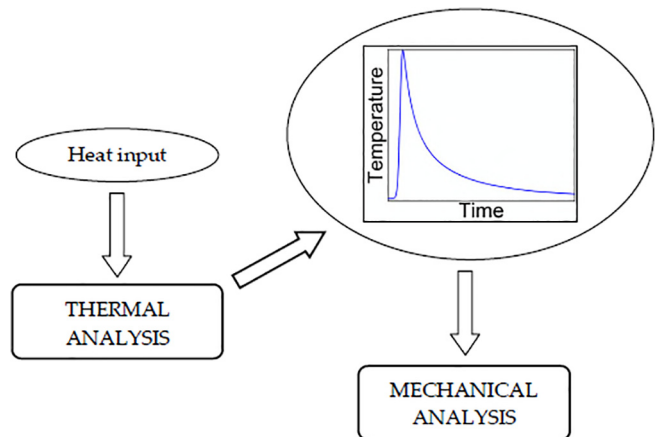 Heat input
THERMAL
ANALYSIS
Temperature
Time
MECHANICAL
ANALYSIS